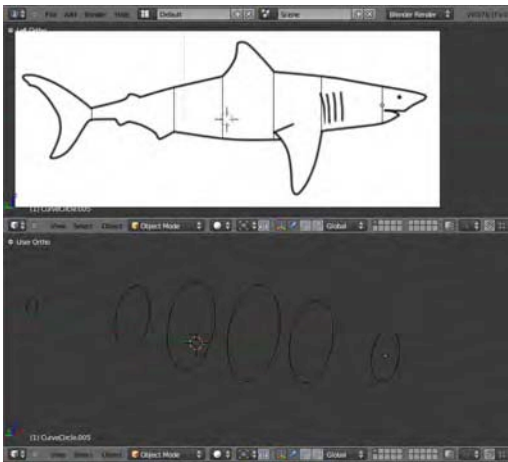 File Add Render Window Help Default Scene Blender Render
Left Ortho
(1) CurveCircle.005
View Select Object Object Mode Global
User Ortho
(1) CurveCircle.005
View Select Object Object Mode Global